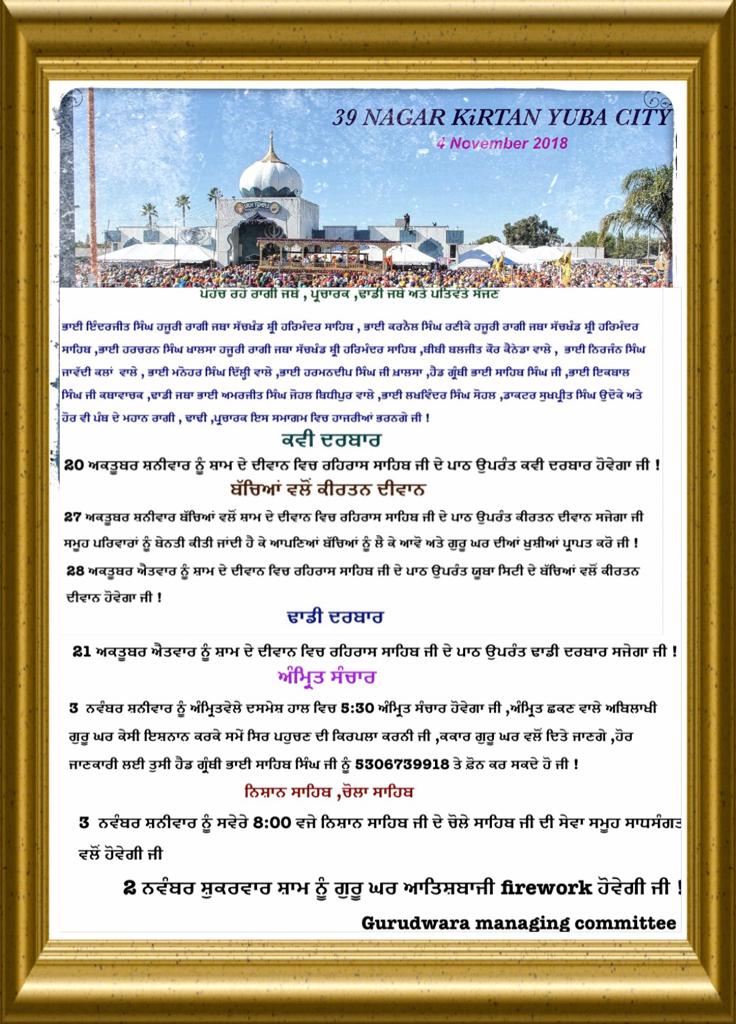 39 NAGAR KiRTAN YUBA CITY
4 November 2018
ਪਹੰਚ ਰਹੇ ਰਾਗੀ ਜਥੇ , ਪ੍ਰਚਾਰਕ ,ਢਾਡੀ ਜਥੇ ਅਤੇ ਪਤਿਵੰਤੇ ਸੱਜਣ
ਭਾਈ ਇੰਦਰਜੀਤ ਸਿੰਘ ਹਜੂਰੀ ਰਾਗੀ ਜਥਾ ਸੱਚਖੰਡ ਸ਼੍ਰੀ ਹਰਿਮੰਦਰ ਸਾਹਿਬ , ਭਾਈ ਕਰਨੈਲ ਸਿੰਘ ਰਣੀਕੇ ਹਜੂਰੀ ਰਾਗੀ ਜਥਾ ਸੱਚਖੰਡ ਸ਼੍ਰੀ ਹਰਿਮੰਦਰ
ਸਾਹਿਬ ,ਭਾਈ ਹਰਚਰਨ ਸਿੰਘ ਖਾਲਸਾ ਹਜੂਰੀ ਰਾਗੀ ਜਥਾ ਸੱਚਖੰਡ ਸ਼੍ਰੀ ਹਰਿਮੰਦਰ ਸਾਹਿਬ ,ਬੀਬੀ ਬਲਜੀਤ ਕੌਰ ਕੈਨੇਡਾ ਵਾਲੇ , ਭਾਈ ਨਿਰਜੰਨ ਸਿੰਘ
ਜਾਵੱਦੀ ਕਲਾਂ ਵਾਲੇ , ਭਾਈ ਮਨੋਹਰ ਸਿੰਘ ਦਿੱਲ੍ਹੀ ਵਾਲੇ ,ਭਾਈ ਹਰਮਨਦੀਪ ਸਿੰਘ ਜੀ ਖ਼ਾਲਸਾ ,ਹੈਡ ਗ੍ਰੰਥੀ ਭਾਈ ਸਾਹਿਬ ਸਿੰਘ ਜੀ ,ਭਾਈ ਇਕਬਾਲ
ਸਿੰਘ ਜੀ ਕਥਾਵਾਚਕ ,ਢਾਡੀ ਜਥਾ ਭਾਈ ਅਮਰਜੀਤ ਸਿੰਘ ਜੋਹਲ ਬਿਧੀਪੁਰ ਵਾਲੇ ,ਭਾਈ ਲਖਵਿੰਦਰ ਸਿੰਘ ਸੋਹਲ ,ਡਾਕਟਰ ਸੁਖਪ੍ਰੀਤ ਸਿੰਘ ਉਦੋਕੇ ਅਤੇ
ਹੋਰ ਵੀ ਪੰਥ ਦੇ ਮਹਾਨ ਰਾਗੀ , ਢਾਢੀ ,ਪ੍ਰਚਾਰਕ ਇਸ ਸਮਾਗਮ ਵਿਚ ਹਾਜਰੀਆਂ ਭਰਨਗੇ ਜੀ !
ਕਵੀ ਦਰਬਾਰ
20 ਅਕਤੂਬਰ ਸ਼ਨੀਵਾਰ ਨੂੰ ਸ਼ਾਮ ਦੇ ਦੀਵਾਨ ਵਿਚ ਰਹਿਰਾਸ ਸਾਹਿਬ ਜੀ ਦੇ ਪਾਠ ਉਪਰੰਤ ਕਵੀ ਦਰਬਾਰ ਹੋਵੇਗਾ ਜੀ !
ਬੱਚਿਆਂ ਵਲੋਂ ਕੀਰਤਨ ਦੀਵਾਨ
27 ਅਕਤੂਬਰ ਸ਼ਨੀਵਾਰ ਬੱਚਿਆਂ ਵਲੋਂ ਸ਼ਾਮ ਦੇ ਦੀਵਾਨ ਵਿਚ ਰਹਿਰਾਸ ਸਾਹਿਬ ਜੀ ਦੇ ਪਾਠ ਉਪਰੰਤ ਕੀਰਤਨ ਦੀਵਾਨ ਸਜੇਗਾ ਜੀ
ਸਮੂਹ ਪਰਿਵਾਰਾਂ ਨੂੰ ਬੇਨਤੀ ਕੀਤੀ ਜਾਂਦੀ ਹੈ ਕੇ ਆਪਣਿਆਂ ਬੱਚਿਆਂ ਨੂੰ ਲੈ ਕੇ ਆਵੋ ਅਤੇ ਗੁਰੂ ਘਰ ਦੀਆਂ ਖੁਸ਼ੀਆਂ ਪ੍ਰਾਪਤ ਕਰੋ ਜੀ !
28 ਅਕਤੂਬਰ ਐਤਵਾਰ ਨੂੰ ਸ਼ਾਮ ਦੇ ਦੀਵਾਨ ਵਿਚ ਰਹਿਰਾਸ ਸਾਹਿਬ ਜੀ ਦੇ ਪਾਠ ਉਪਰੰਤ ਯੂਬਾ ਸਿਟੀ ਦੇ ਬੱਚਿਆਂ ਵਲੋਂ ਕੀਰਤਨ
ਦੀਵਾਨ ਹੋਵੇਗਾ ਜੀ !
ਢਾਡੀ ਦਰਬਾਰ
21 ਅਕਤੂਬਰ ਐਤਵਾਰ ਨੂੰ ਸ਼ਾਮ ਦੇ ਦੀਵਾਨ ਵਿਚ ਰਹਿਰਾਸ ਸਾਹਿਬ ਜੀ ਦੇ ਪਾਠ ਉਪਰੰਤ ਢਾਡੀ ਦਰਬਾਰ ਸਜੇਗਾ ਜੀ !
ਅੰਮ੍ਰਿਤ ਸੰਚਾਰ
3 ਨਵੰਬਰ ਸ਼ਨੀਵਾਰ ਨੂੰ ਅੰਮ੍ਰਿਤਵੇਲੇ ਦਸਮੇਸ਼ ਹਾਲ ਵਿਚ 5:30 ਅੰਮ੍ਰਿਤ ਸੰਚਾਰ ਹੋਵੇਗਾ ਜੀ ,ਅੰਮ੍ਰਿਤ ਛਕਣ ਵਾਲੇ ਅਬਿਲਾਖੀ
ਗੁਰੂ ਘਰ ਕੇਸੀ ਇਸ਼ਨਾਨ ਕਰਕੇ ਸਮੇਂ ਸਿਰ ਪਹੁਚਣ ਦੀ ਕਿਰਪਲਾ ਕਰਨੀ ਜੀ ,ਕਕਾਰ ਗੁਰੂ ਘਰ ਵਲੋਂ ਦਿਤੇ ਜਾਣਗੇ ,ਹੋਰ
ਜਾਣਕਾਰੀ ਲਈ ਤੁਸੀ ਹੈਡ ਗ੍ਰੰਥੀ ਭਾਈ ਸਾਹਿਬ ਸਿੰਘ ਜੀ ਨੂੰ 5306739918 ਤੇ ਫ਼ੋਨ ਕਰ ਸਕਦੇ ਹੋ ਜੀ !
ਨਿਸ਼ਾਨ ਸਾਹਿਬ ,ਚੋਲਾ ਸਾਹਿਬ
3 ਨਵੰਬਰ ਸ਼ਨੀਵਾਰ ਨੂੰ ਸਵੇਰੇ 8:00 ਵਜੇ ਨਿਸ਼ਾਨ ਸਾਹਿਬ ਜੀ ਦੇ ਚੋਲੇ ਸਾਹਿਬ ਜੀ ਦੀ ਸੇਵਾ ਸਮੂਹ ਸਾਧਸੰਗਤ
ਵਲੋਂ ਹੋਵੇਗੀ ਜੀ
2 ਨਵੰਬਰ ਸ਼ੁਕਰਵਾਰ ਸ਼ਾਮ ਨੂੰ ਗੁਰੂ ਘਰ ਆਤਿਸ਼ਬਾਜੀ firework ਹੋਵੇਗੀ ਜੀ !
Gurudwara managing committee